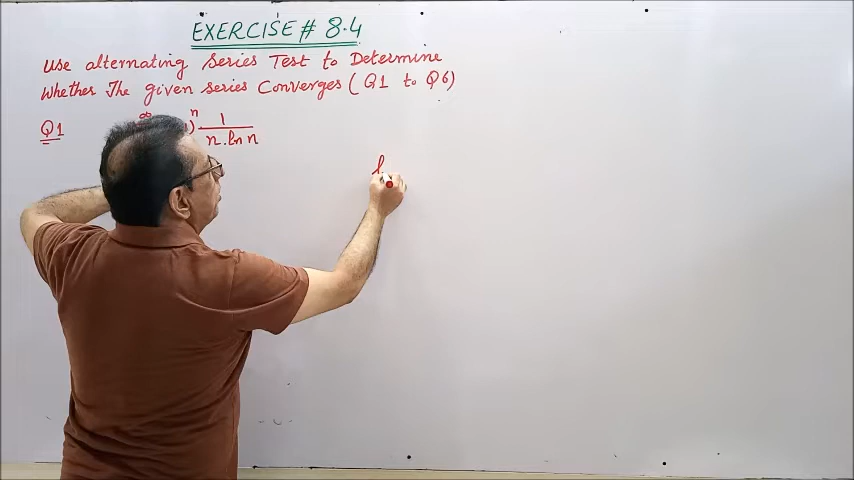 EXERCISE # 8.4
Use alternating Series Test to Determine
Whether The given series Converges (Q1 to Q6)
Q1 ∞ )ⁿ 1 / n.ln n
l